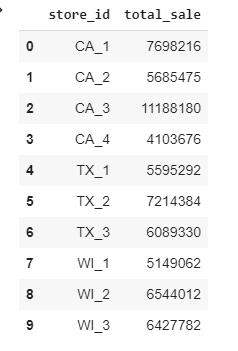 store_id total_sale
0 CA_1 7698216
1 CA_2 5685475
2 CA_3 11188180
3 CA_4 4103676
4 TX_1 5595292
5 TX_2 7214384
6 TX_3 6089330
7 WI_1 5149062
8 WI_2 6544012
9 WI_3 6427782